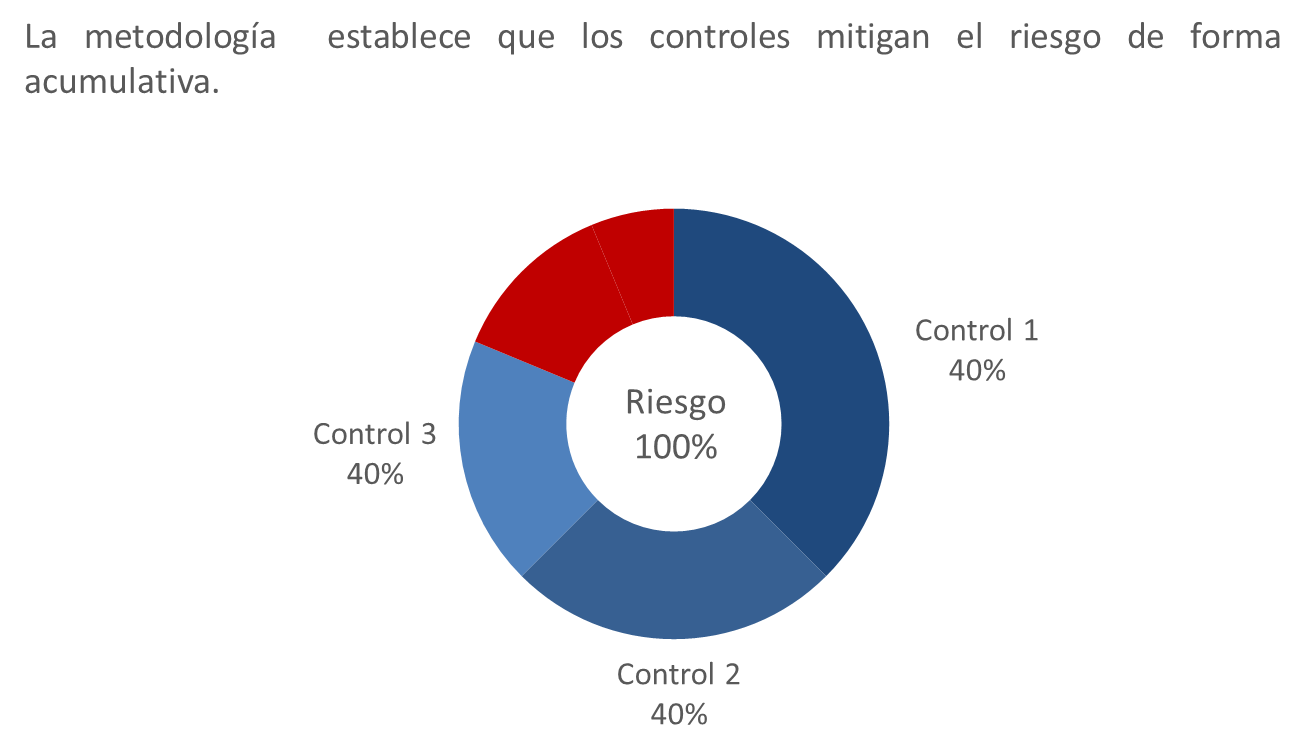 La metodología establece que los controles mitigan el riesgo de forma
acumulativa.
Control 1
40%
Riesgo
100%
Control 3
40%
Control 2
40%